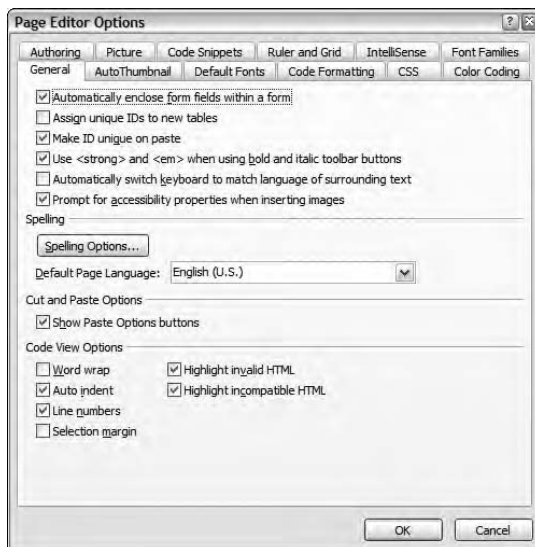 Page Editor Options
Authoring Picture Code Snippets Ruler and Grid IntelliSense Font Families
General AutoThumbnail Default Fonts Code Formatting CSS Color Coding
Automatically enclose form fields within a form
Assign unique IDs to new tables
Make ID unique on paste
Use <strong> and <em> when using bold and italic toolbar buttons
Automatically switch keyboard to match language of surrounding text
Prompt for accessibility properties when inserting images
Spelling
Spelling Options...
Default Page Language: English (U.S.)
Cut and Paste Options
Show Paste Options buttons
Code View Options
Word wrap Highlight invalid HTML
Auto indent Highlight incompatible HTML
Line numbers
Selection margin
OK Cancel